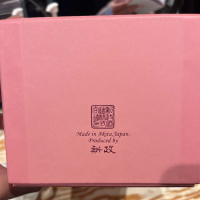 Made in Akita,Japan.
Produced by
新政